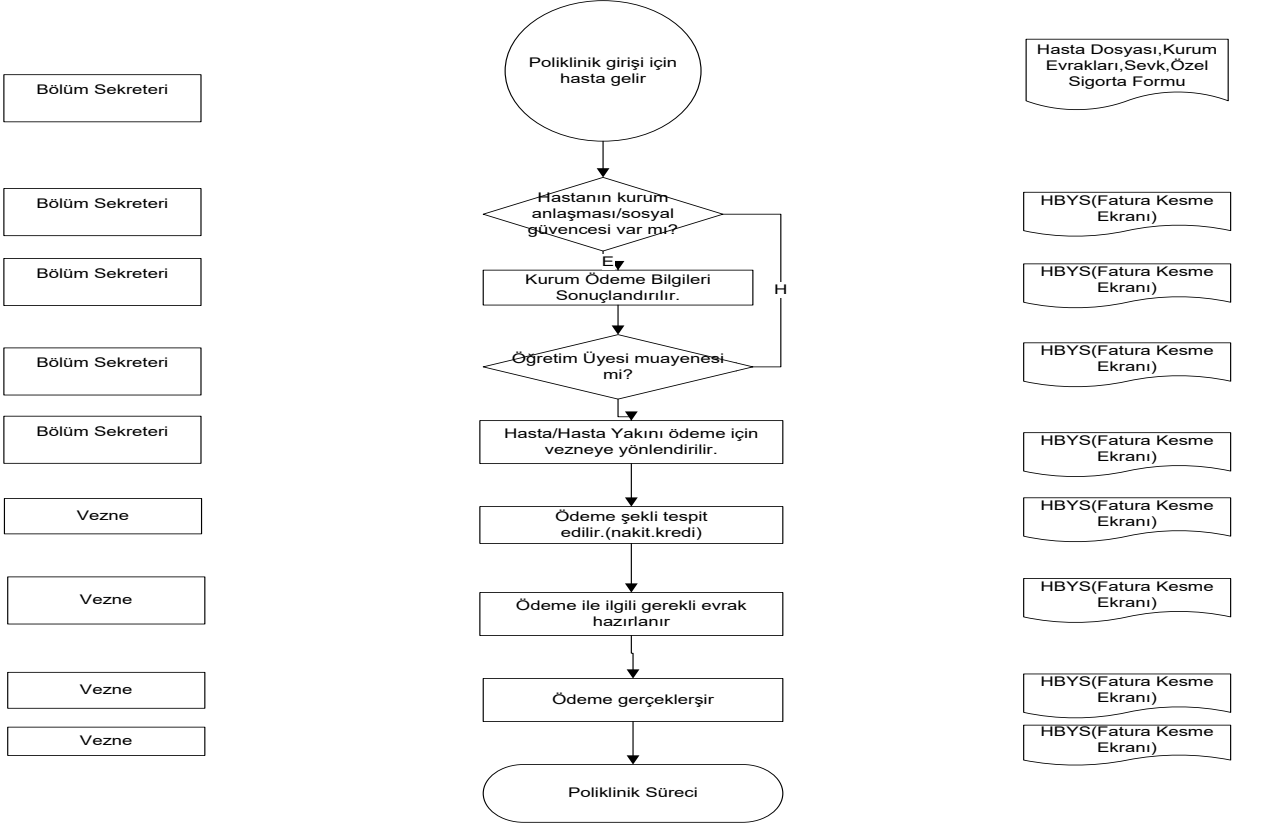 Poliklinik girişi için
hasta gelir
Hasta Dosyası,Kurum
Evrakları,Sevk,Özel
Sigorta Formu
Bölüm Sekreteri
Bölüm Sekreteri
Hastanın kurum
anlaşması/sosyal
güvencesi var mı?
HBYS(Fatura Kesme
Ekranı)
E
Bölüm Sekreteri
Kurum Ödeme Bilgileri
Sonuçlandırılır.
H
HBYS(Fatura Kesme
Ekranı)
Bölüm Sekreteri
Öğretim Üyesi muayenesi
mi?
HBYS(Fatura Kesme
Ekranı)
Bölüm Sekreteri
Hasta/Hasta Yakını ödeme için
vezneye yönlendirilir.
HBYS(Fatura Kesme
Ekranı)
Vezne
Ödeme şekli tespit
edilir.(nakit.kredi)
HBYS(Fatura Kesme
Ekranı)
Vezne
Ödeme ile ilgili gerekli evrak
hazırlanır
HBYS(Fatura Kesme
Ekranı)
Vezne
Ödeme gerçeklerşir
HBYS(Fatura Kesme
Ekranı)
Vezne
HBYS(Fatura Kesme
Ekranı)
Poliklinik Süreci